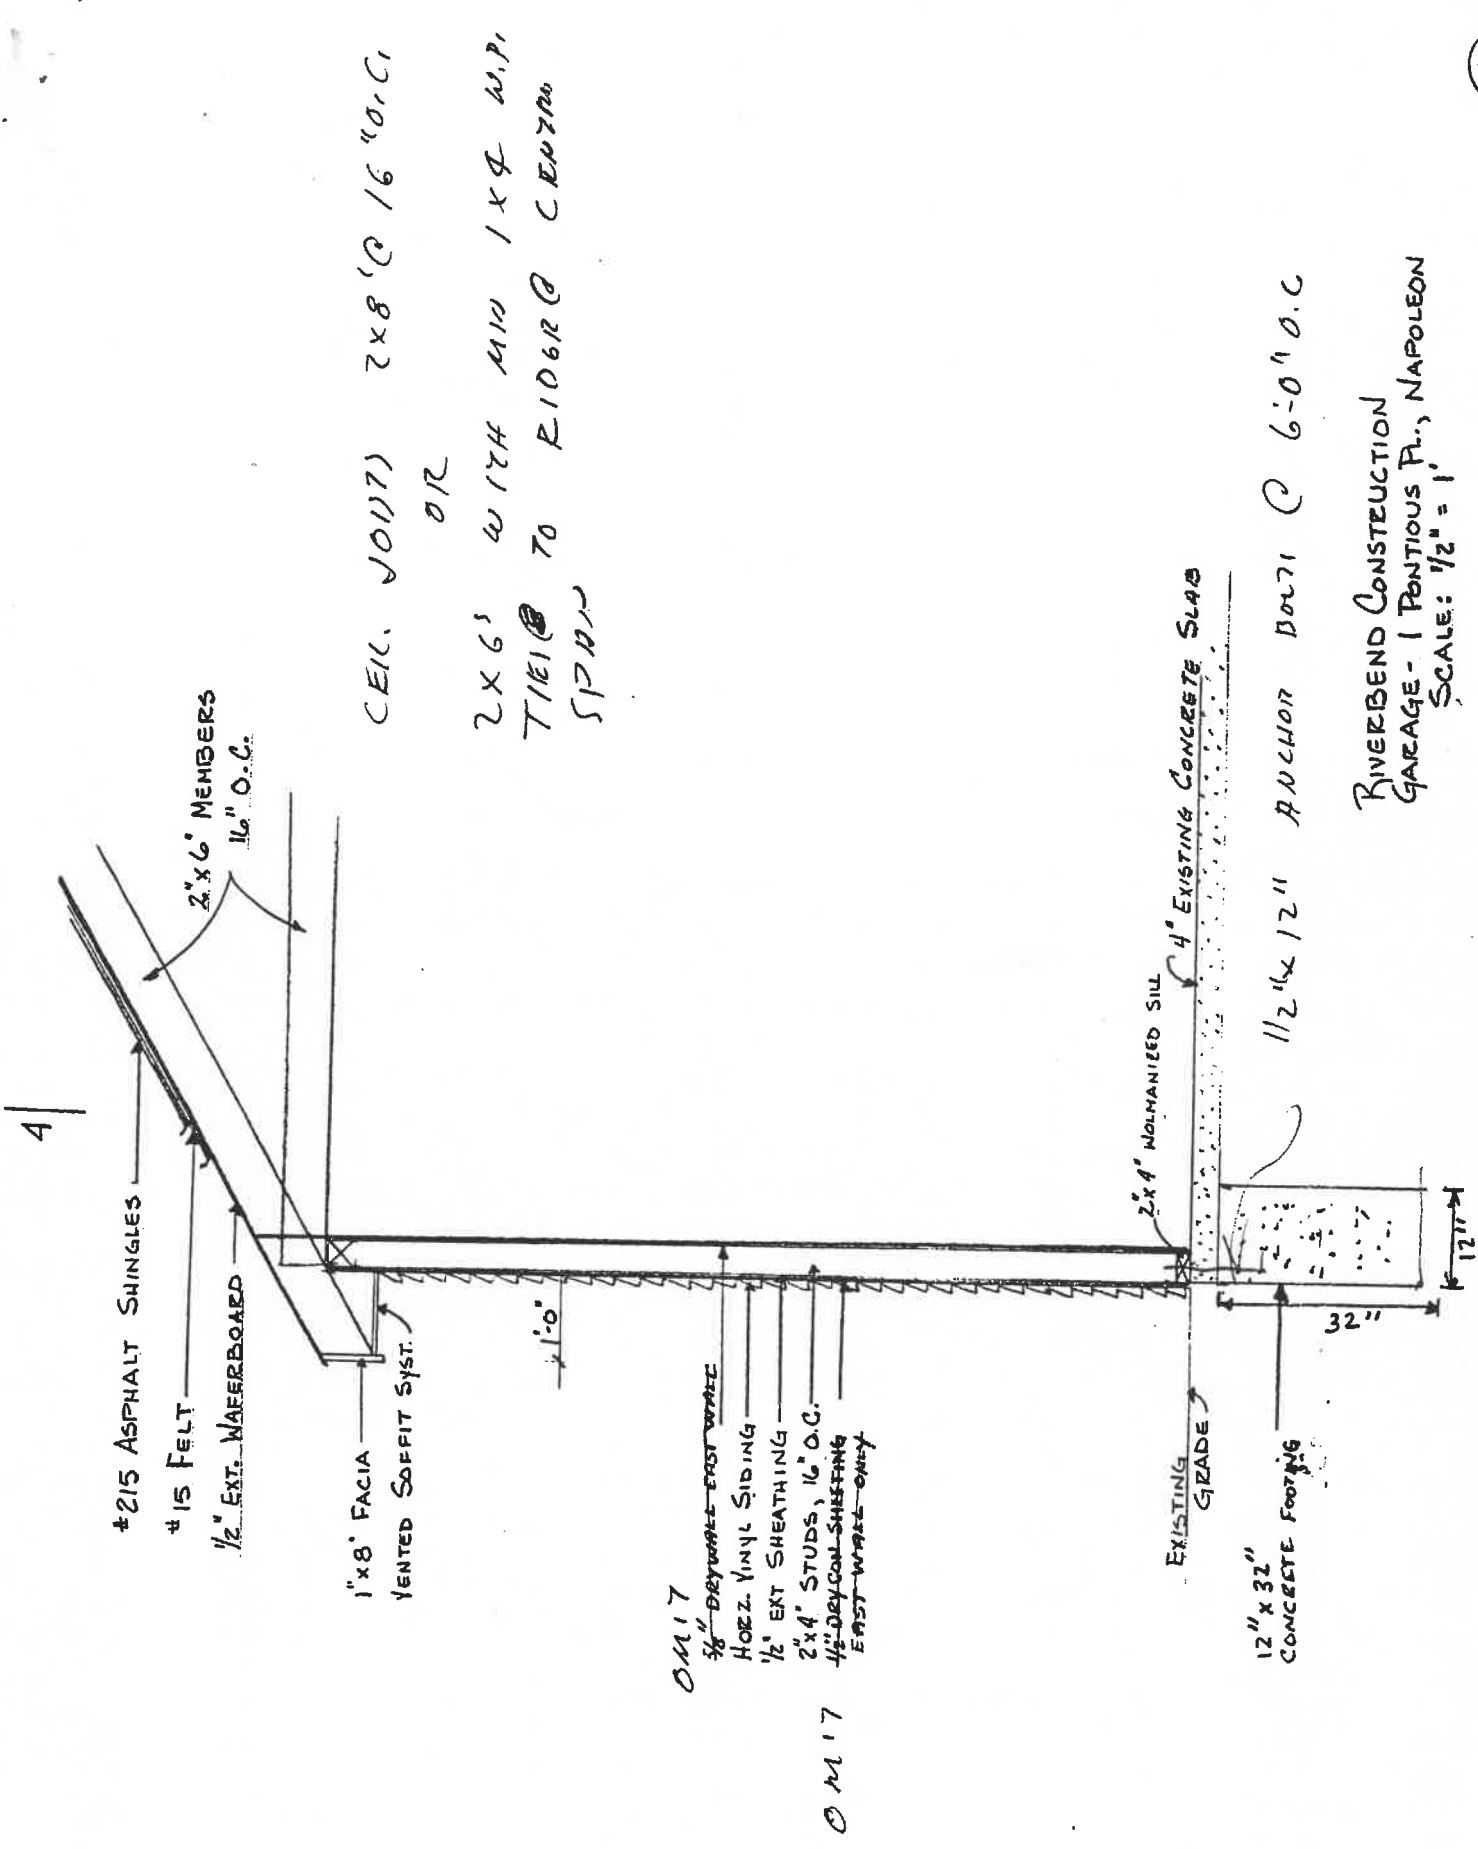 4
#215 ASPHALT SHINGLES
#15 FELT
1/2" EXT. WAFERBOARD
1"x8" FACIA
VENTED SOFFIT SYST.
2"x6" MEMBERS
16" O.C.
CEIL. JOISTS 2x8's @ 16" O.C.
OR
2x6's WITH MIN 1x4 W.P.
TIES @ TO RIDGE @ CENTER
SPAN
1'-0"
OMIT
5/8" DRYWALL EAST WALL
HORZ. VINYL SIDING
1/2" EXT SHEATHING
2"x4" STUDS, 16" O.C.
OMIT 1/2" DRYCON SHEETING
EAST WALL ONLY
2"x4" WOLMANIZED SILL
4" EXISTING CONCRETE SLAB
EXISTING
GRADE
12" x 32"
CONCRETE FOOTING
32"
12"
1/2" x 12" ANCHOR BOLTS @ 6'-0" O.C
RIVERBEND CONSTRUCTION
GARAGE - 1 PONTIOUS PL., NAPOLEON
SCALE: 1/2" = 1'